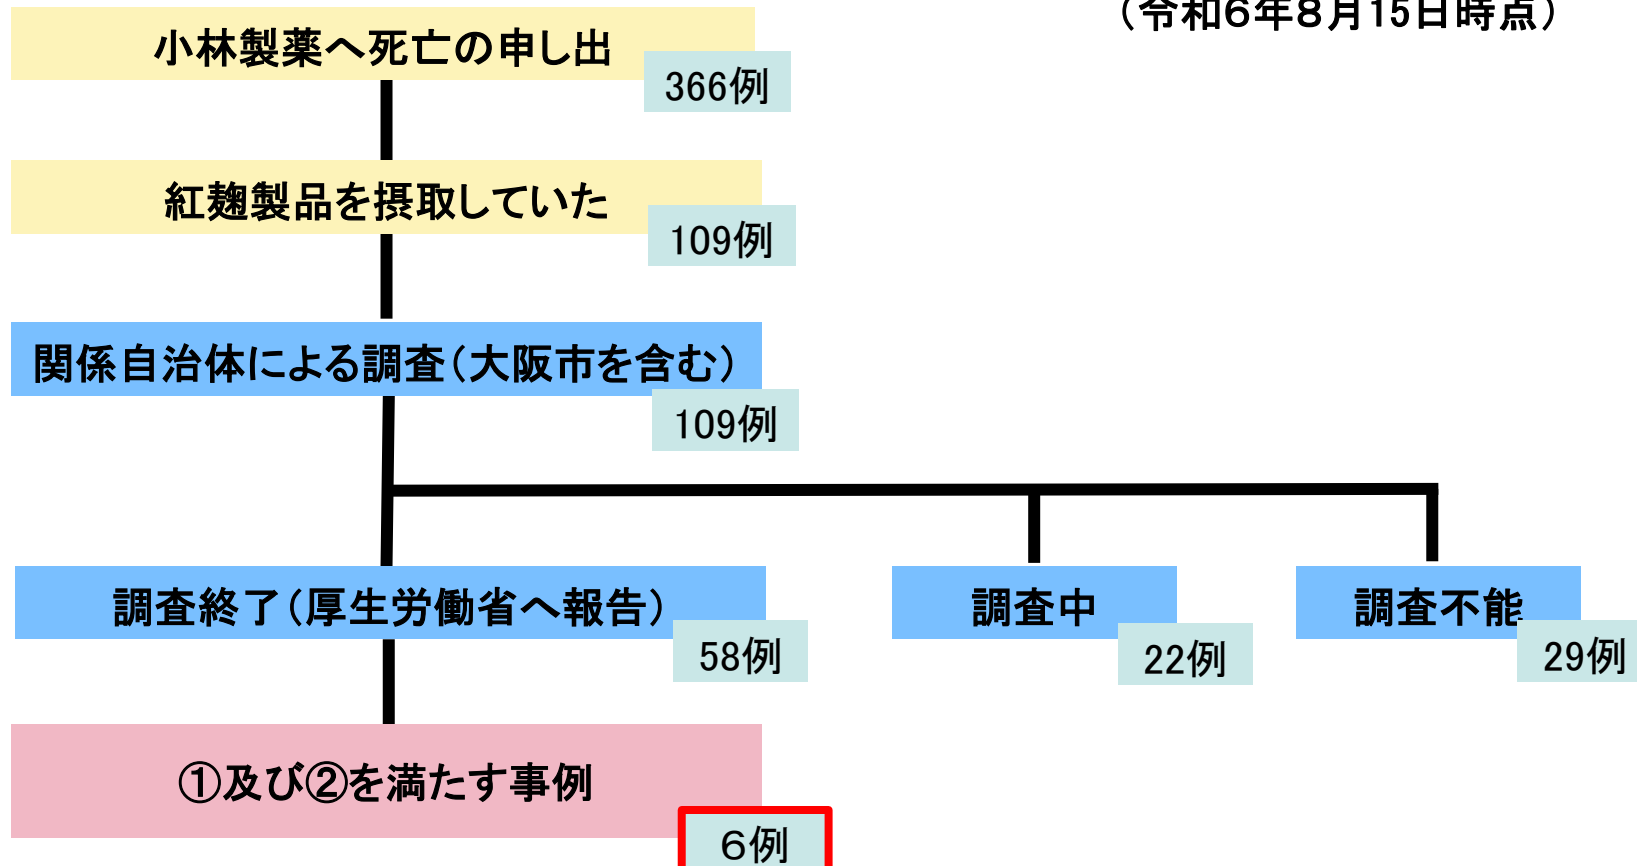 （令和6年8月15日時点）
小林製薬へ死亡の申し出
366例
紅麹製品を摂取していた
109例
関係自治体による調査（大阪市を含む）
109例
調査終了（厚生労働省へ報告）
58例
調査中
22例
調査不能
29例
①及び②を満たす事例
６例